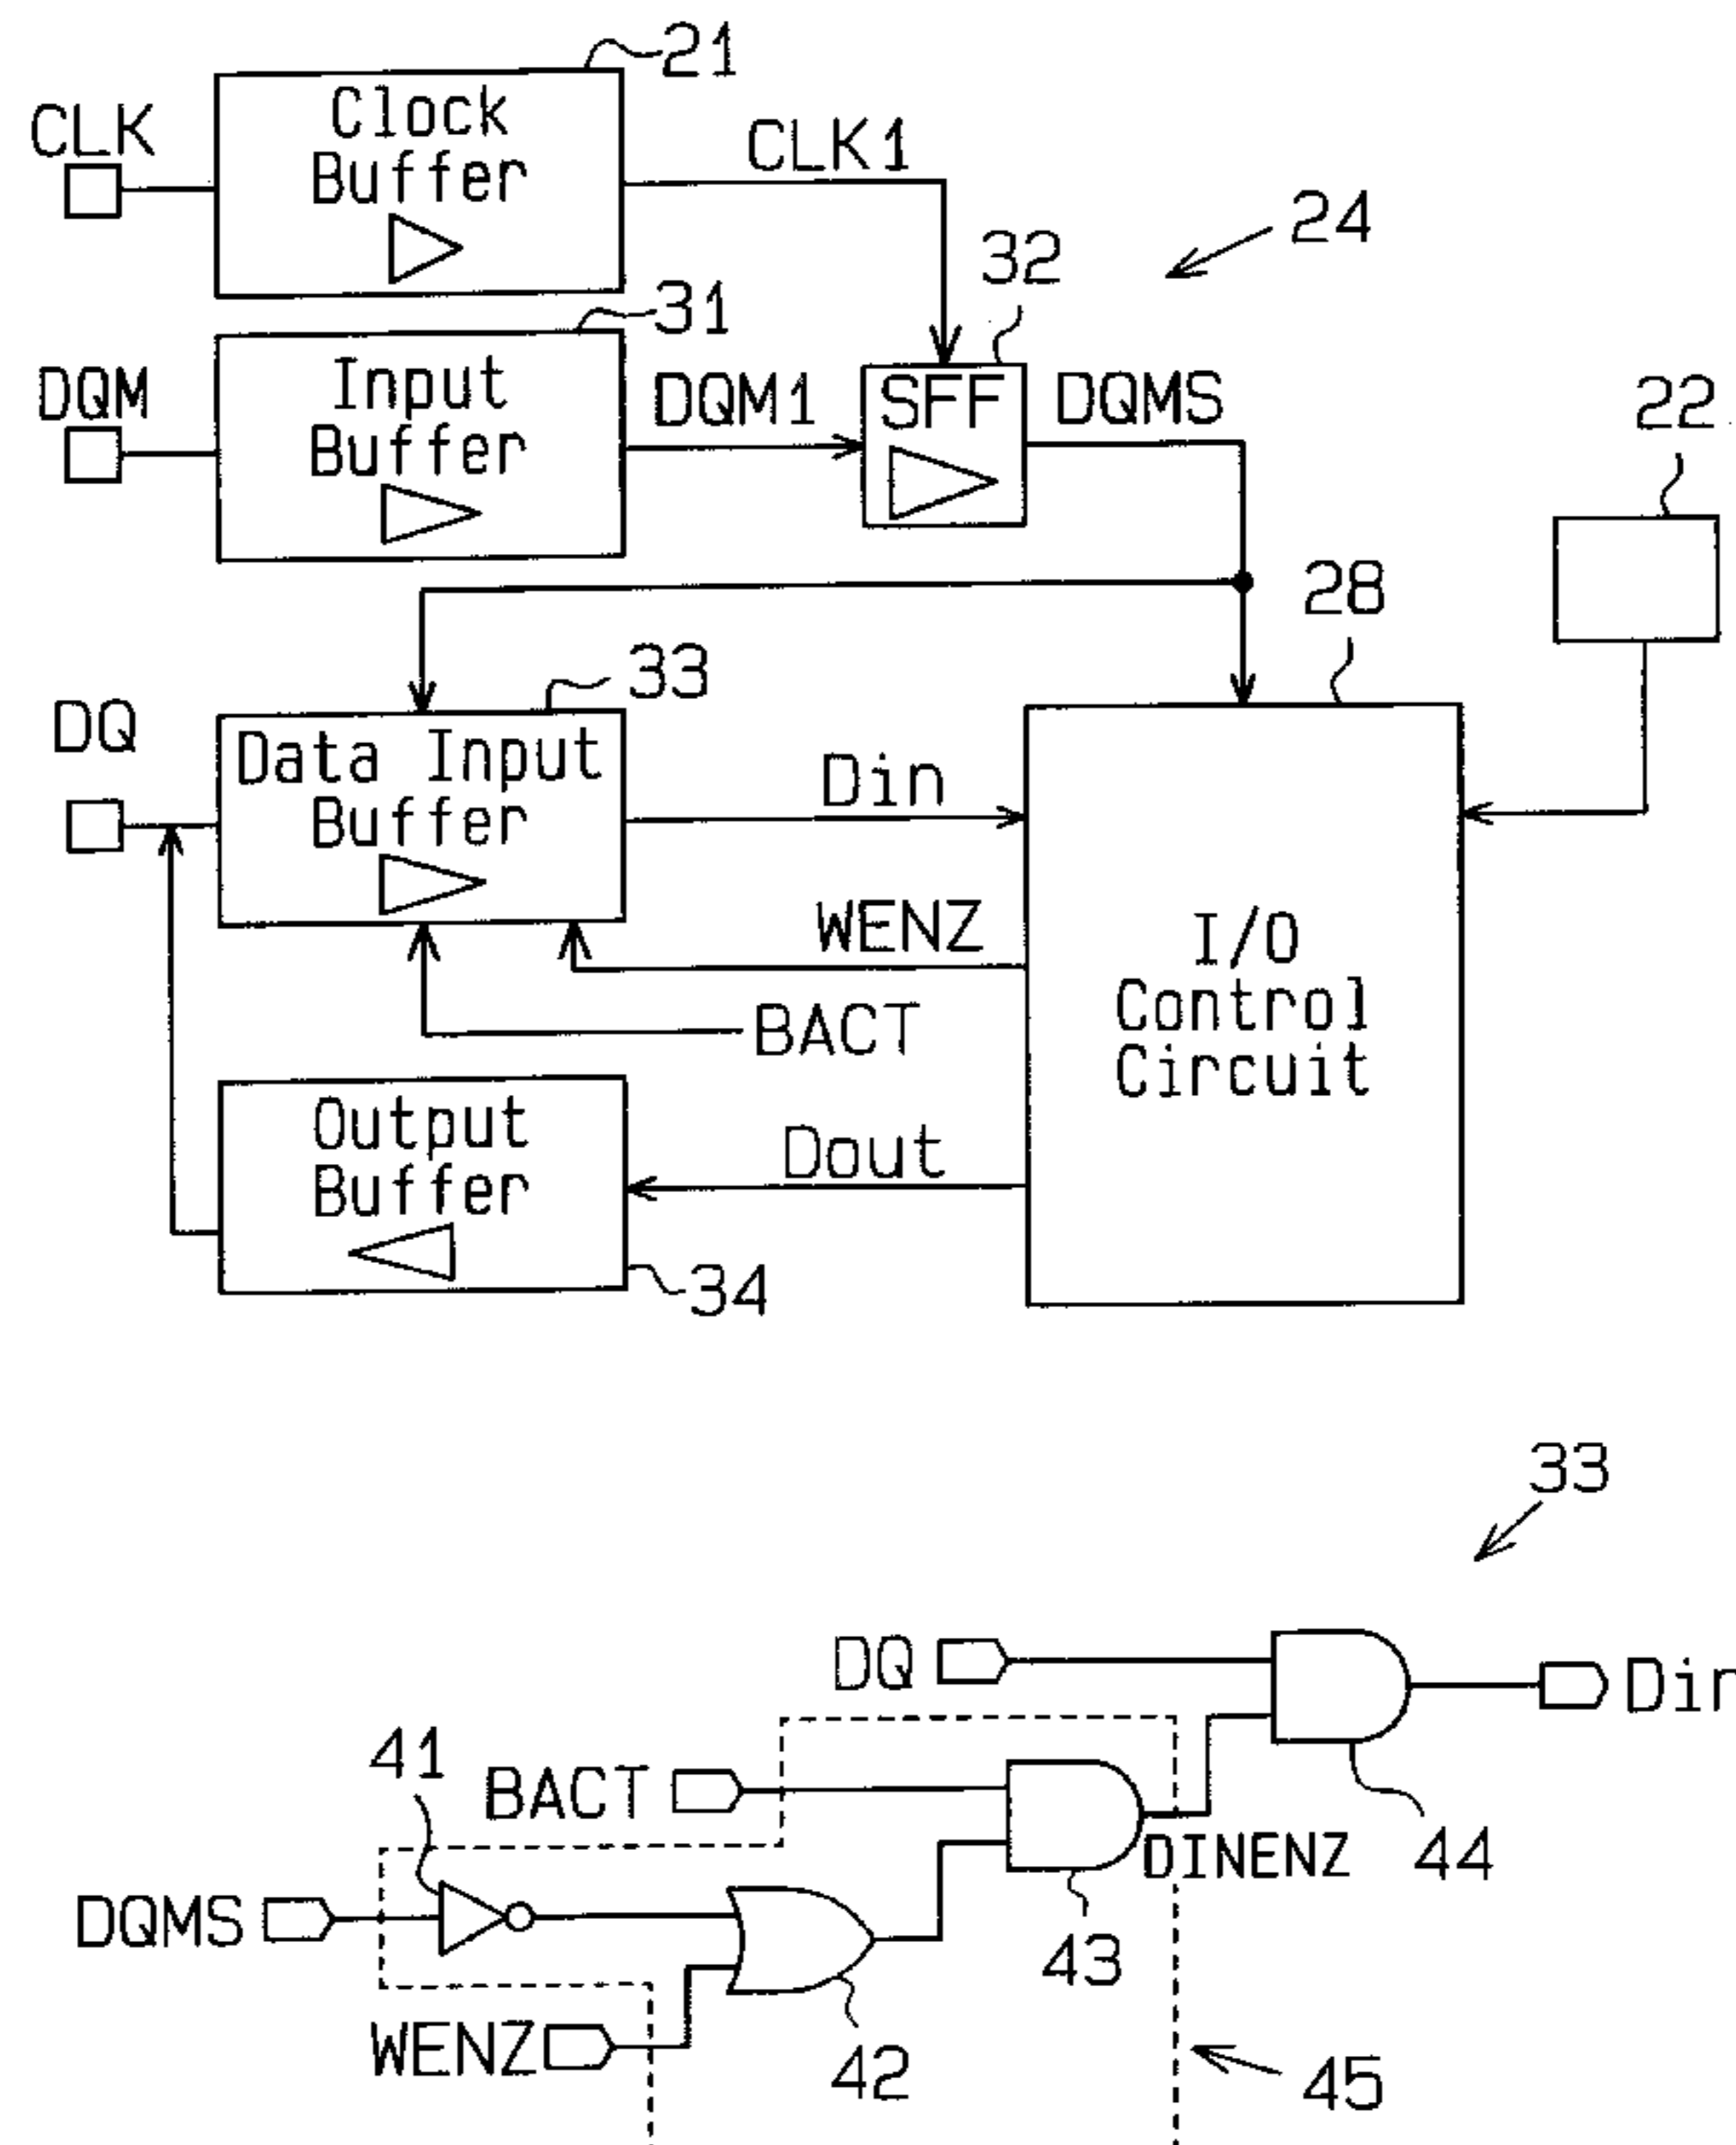 21
CLK
Clock
Buffer
CLK1
24
32
31
DQM
Input
Buffer
DQM1
SFF
DQMS
22
28
33
DQ
Data Input
Buffer
Din
WENZ
I/O
Control
Circuit
BACT
Output
Buffer
Dout
34
33
DQ
Din
41
BACT
DINENZ
44
DQMS
43
WENZ
42
45